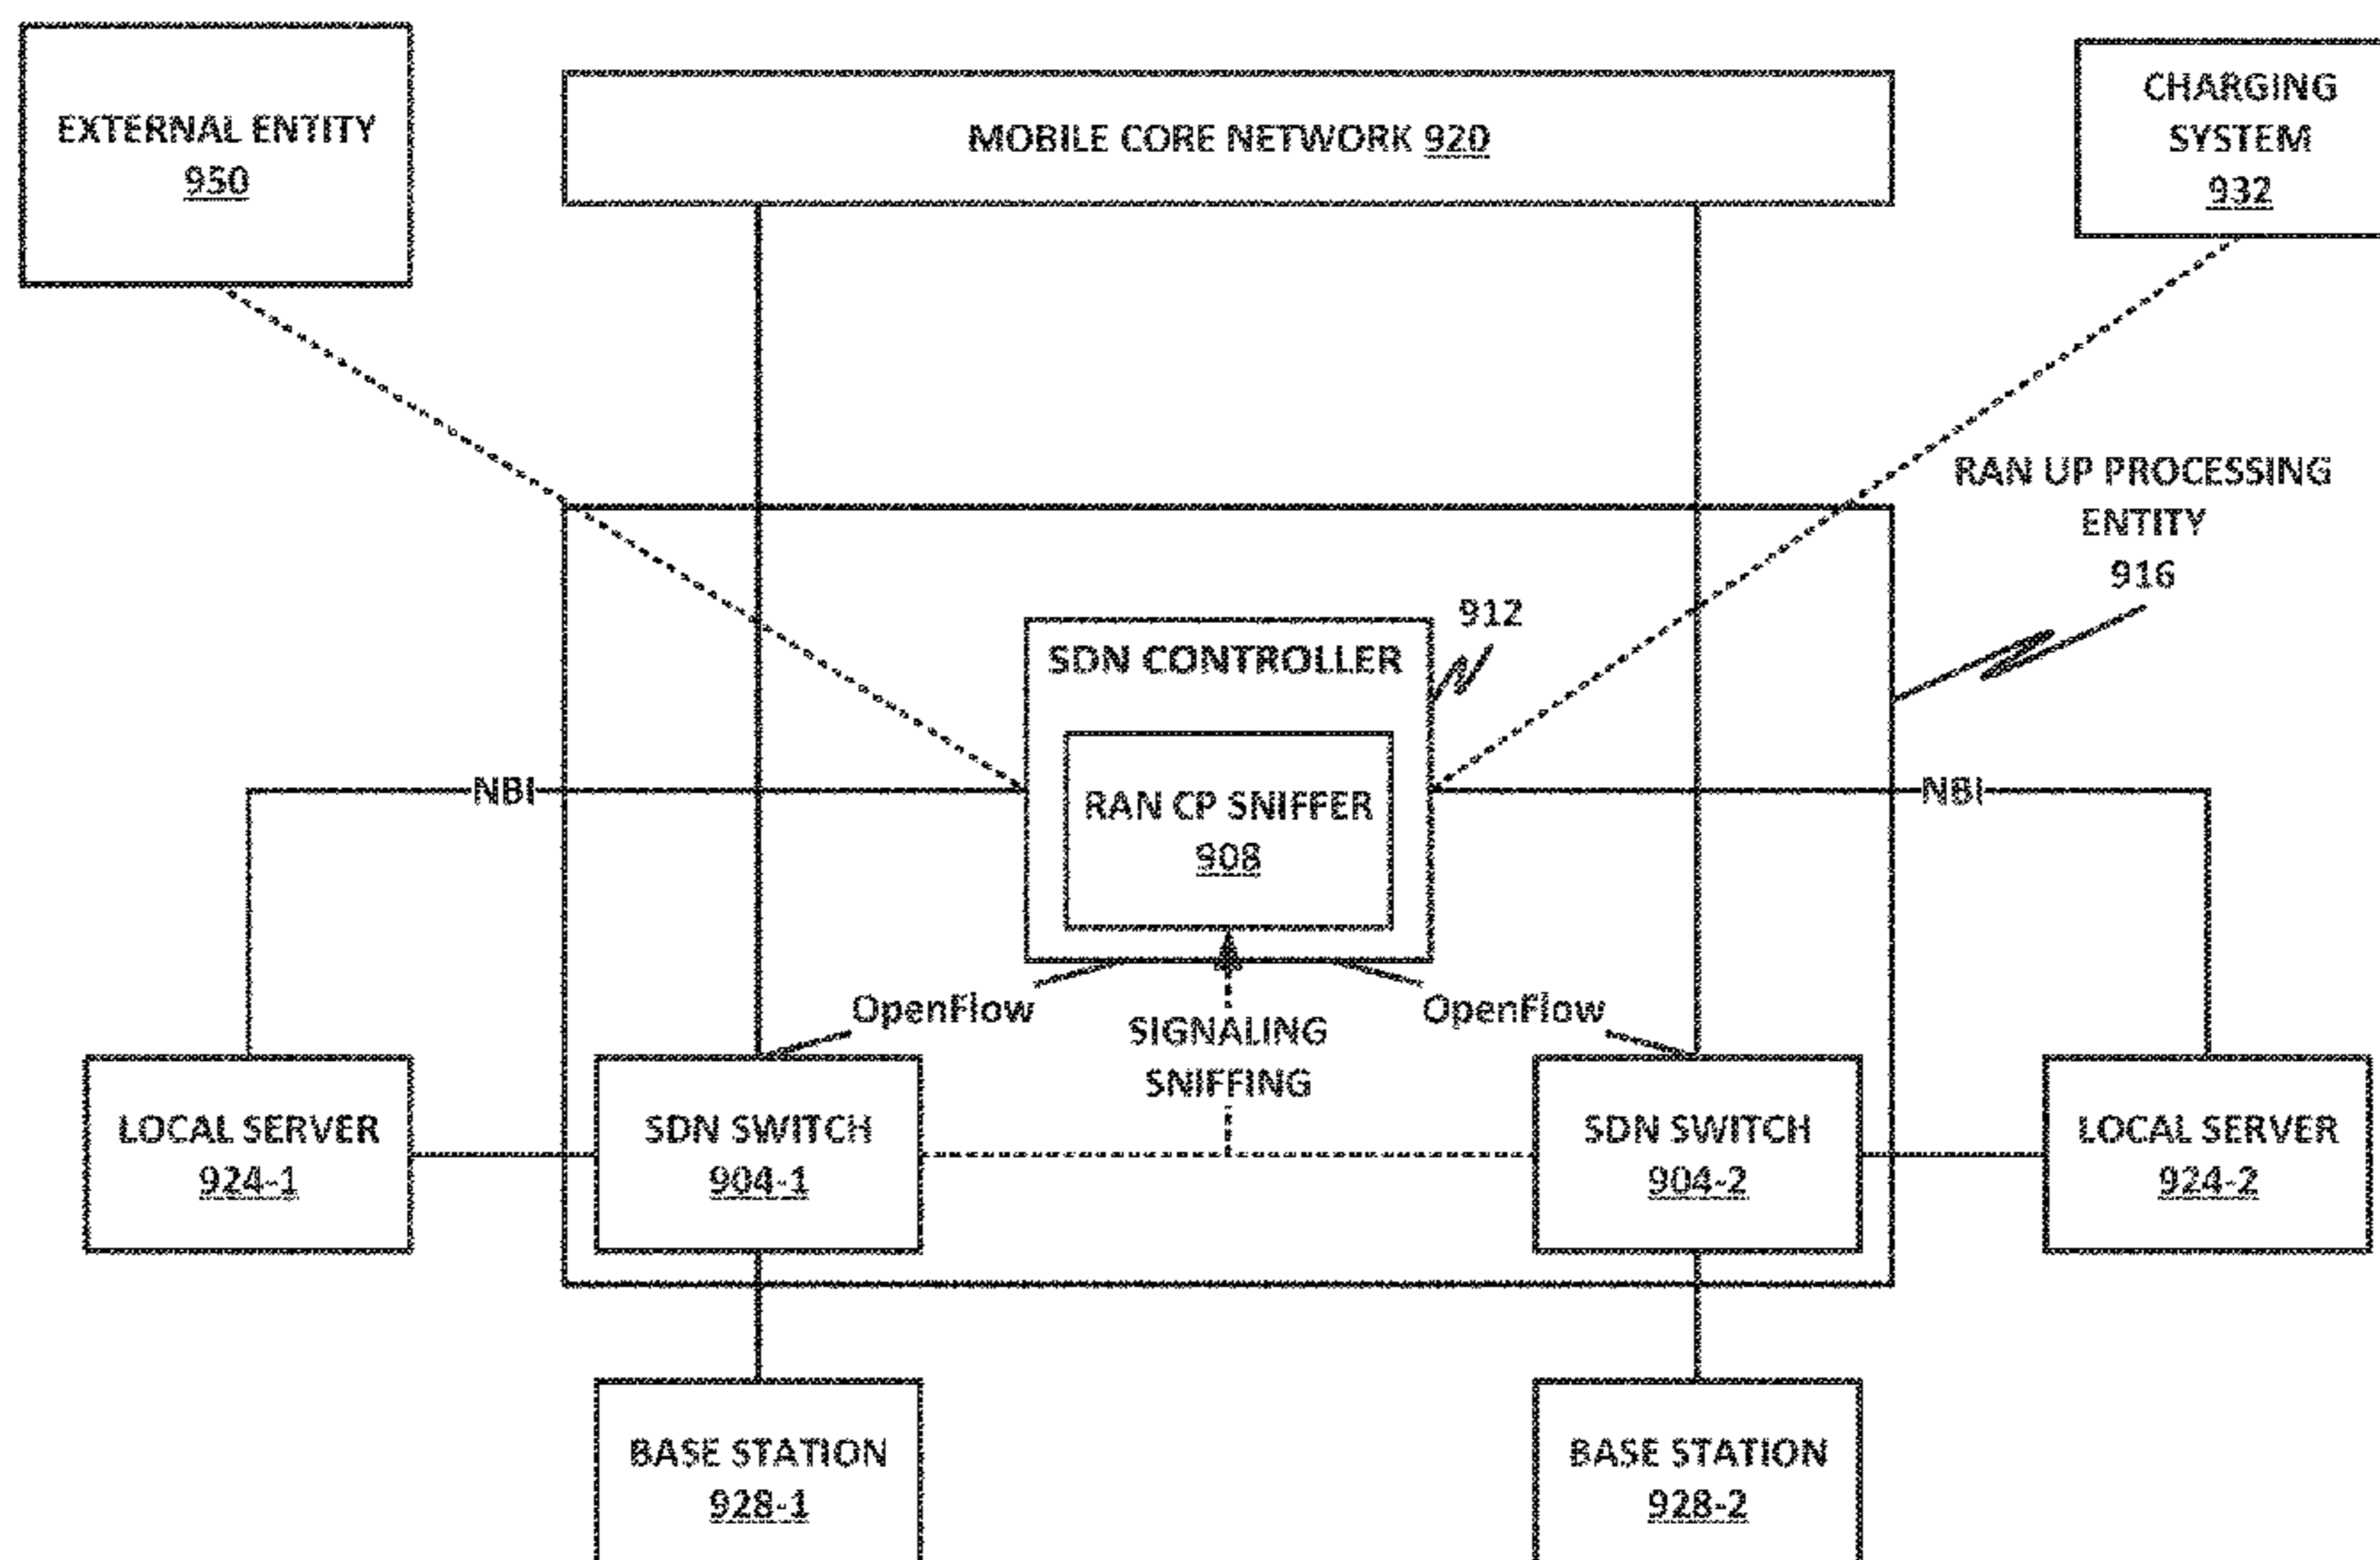 EXTERNAL ENTITY
950
MOBILE CORE NETWORK 920
CHARGING
SYSTEM
932
RAN UP PROCESSING
ENTITY
916
912
SDN CONTROLLER
RAN CP SNIFFER
908
NBI
NBI
OpenFlow
OpenFlow
SIGNALING
SNIFFING
LOCAL SERVER
924-1
SDN SWITCH
904-1
SDN SWITCH
904-2
LOCAL SERVER
924-2
BASE STATION
928-1
BASE STATION
928-2